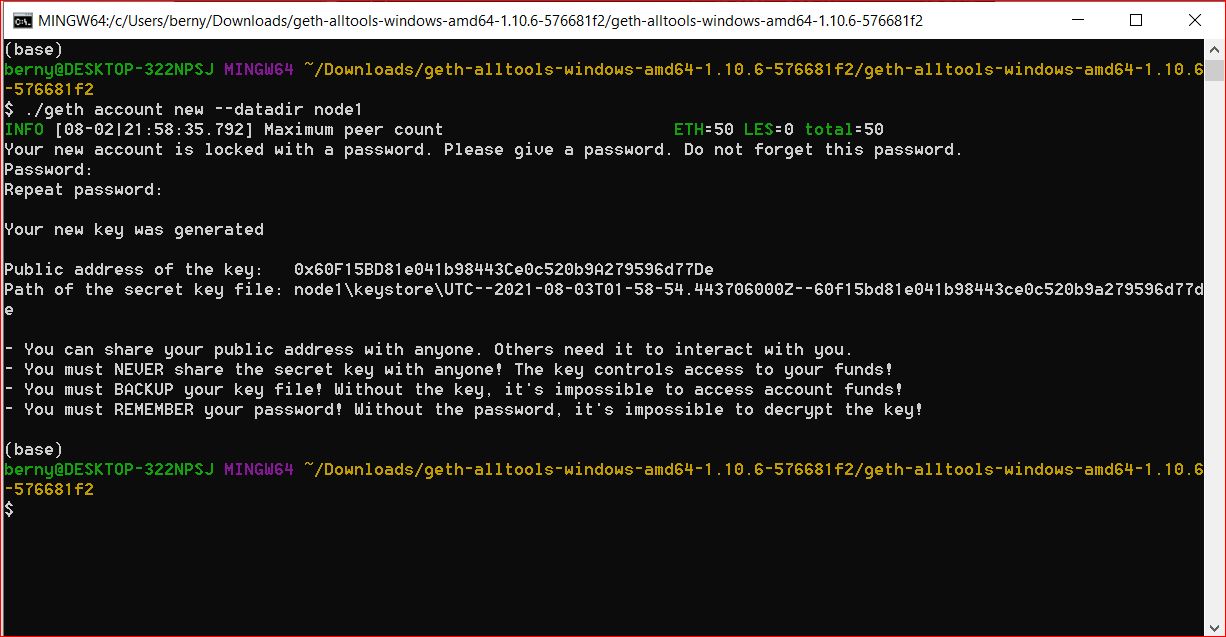 MINGW64:/c/Users/berny/Downloads/geth-alltools-windows-amd64-1.10.6-576681f2/geth-alltools-windows-amd64-1.10.6-576681f2
(base)
berny@DESKTOP-322NPSJ MINGW64 ~/Downloads/geth-alltools-windows-amd64-1.10.6-576681f2/geth-alltools-windows-amd64-1.10.6
-576681f2
$ ./geth account new --datadir node1
INFO [08-02|21:58:35.792] Maximum peer count                       ETH=50 LES=0 total=50
Your new account is locked with a password. Please give a password. Do not forget this password.
Password:
Repeat password:
Your new key was generated
Public address of the key:   0x60F15BD81e041b98443Ce0c520b9A279596d77De
Path of the secret key file: node1\keystore\UTC--2021-08-03T01-58-54.443706000Z--60f15bd81e041b98443ce0c520b9a279596d77d
e
- You can share your public address with anyone. Others need it to interact with you.
- You must NEVER share the secret key with anyone! The key controls access to your funds!
- You must BACKUP your key file! Without the key, it's impossible to access account funds!
- You must REMEMBER your password! Without the password, it's impossible to decrypt the key!
(base)
berny@DESKTOP-322NPSJ MINGW64 ~/Downloads/geth-alltools-windows-amd64-1.10.6-576681f2/geth-alltools-windows-amd64-1.10.6
-576681f2
$